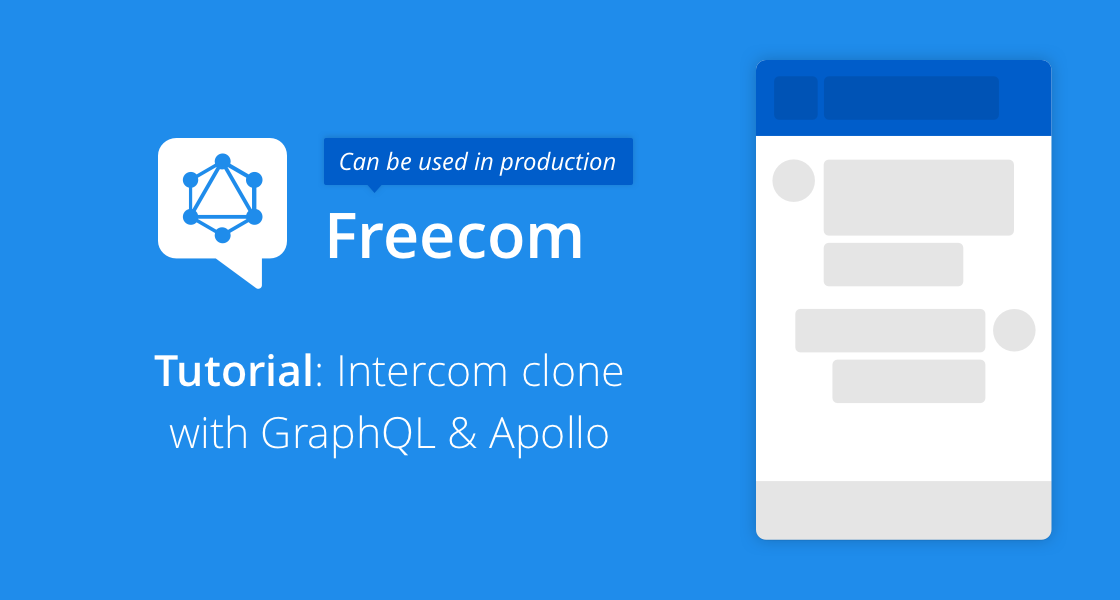 Can be used in production
Freecom
Tutorial: Intercom clone
with GraphQL & Apollo